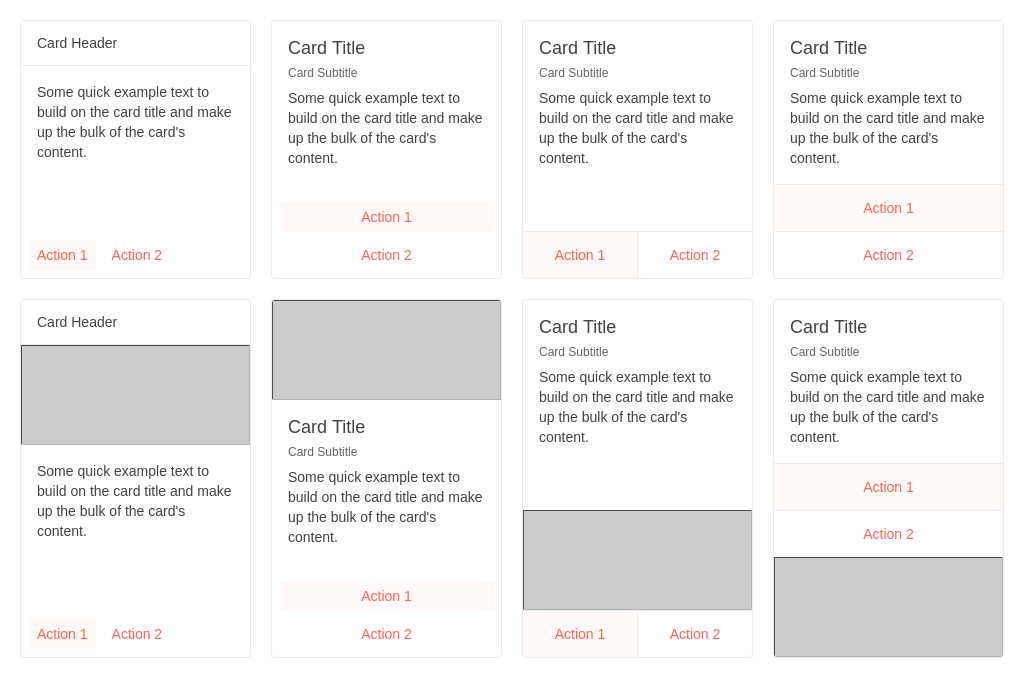 Card Header
Some quick example text to
build on the card title and make
up the bulk of the card's
content.
Action 1
Action 2
Card Title
Card Subtitle
Some quick example text to
build on the card title and make
up the bulk of the card's
content.
Action 1
Action 2
Card Title
Card Subtitle
Some quick example text to
build on the card title and make
up the bulk of the card's
content.
Action 1
Action 2
Card Title
Card Subtitle
Some quick example text to
build on the card title and make
up the bulk of the card's
content.
Action 1
Action 2
Card Header
Some quick example text to
build on the card title and make
up the bulk of the card's
content.
Action 1
Action 2
Card Title
Card Subtitle
Some quick example text to
build on the card title and make
up the bulk of the card's
content.
Action 1
Action 2
Card Title
Card Subtitle
Some quick example text to
build on the card title and make
up the bulk of the card's
content.
Action 1
Action 2
Card Title
Card Subtitle
Some quick example text to
build on the card title and make
up the bulk of the card's
content.
Action 1
Action 2